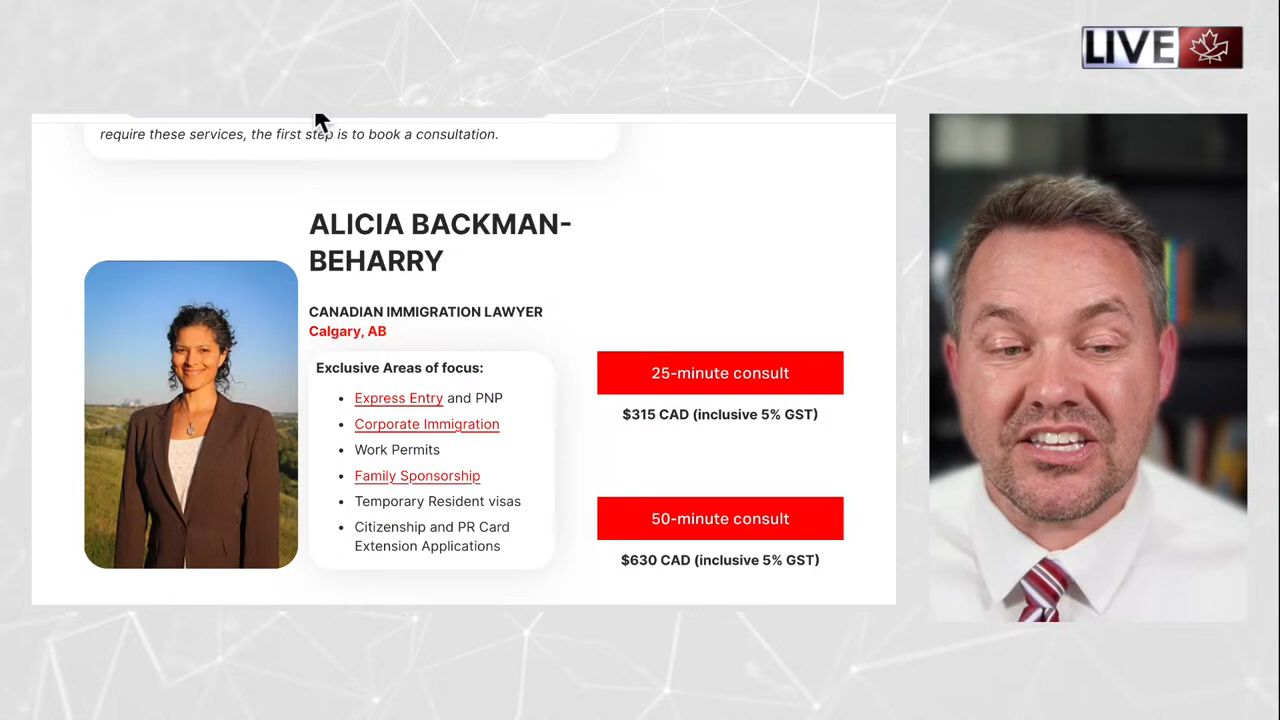 LIVE
require these services, the first step is to book a consultation.
ALICIA BACKMAN-
BEHARRY
CANADIAN IMMIGRATION LAWYER
Calgary, AB
Exclusive Areas of focus:
• Express Entry and PNP
• Corporate Immigration
• Work Permits
• Family Sponsorship
• Temporary Resident visas
• Citizenship and PR Card
Extension Applications
25-minute consult
$315 CAD (inclusive 5% GST)
50-minute consult
$630 CAD (inclusive 5% GST)